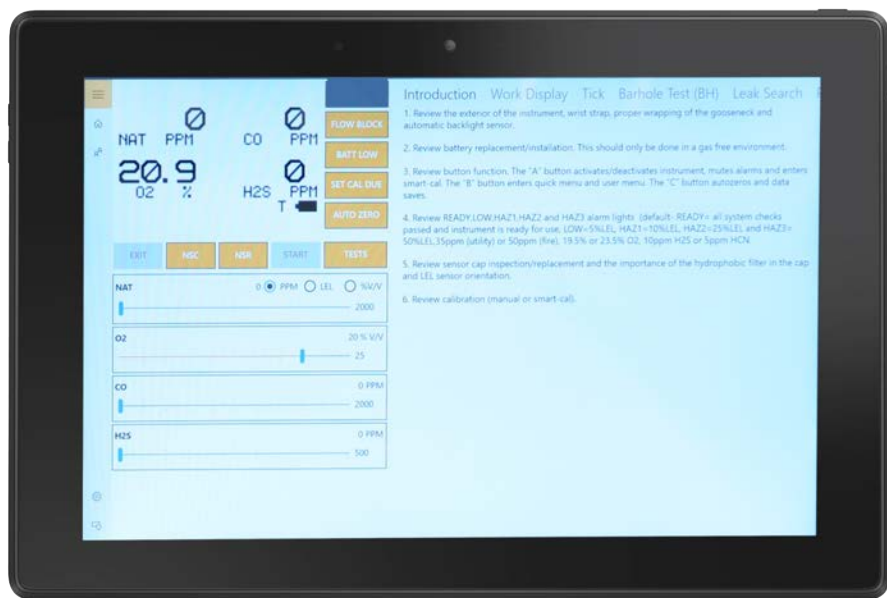 0 0
NAT PPM CO PPM
20.9 0
O2 % H2S PPM
T
FLOW BLOCK
BATT LOW
SET CAL DUE
AUTO ZERO
EXIT NSC NSR START TESTS
NAT 0 PPM LEL %V/V
2000
O2 20 % V/V
25
CO 0 PPM
2000
H2S 0 PPM
500
Introduction Work Display Tick Barhole Test (BH) Leak Search
1. Review the exterior of the instrument, wrist strap, proper wrapping of the gooseneck and
automatic backlight sensor.
2. Review battery replacement/installation. This should only be done in a gas free environment.
3. Review button function. The "A" button activates/deactivates instrument, mutes alarms and enters
smart-cal. The "B" button enters quick menu and user menu. The "C" button autozeros and data
saves.
4. Review READY,LOW,HAZ1,HAZ2 and HAZ3 alarm lights (default- READY= all system checks
passed and instrument is ready for use, LOW=5%LEL, HAZ1=10%LEL, HAZ2=25%LEL and HAZ3=
50%LEL,35ppm (utility) or 50ppm (fire), 19.5% or 23.5% O2, 10ppm H2S or 5ppm HCN.
5. Review sensor cap inspection/replacement and the importance of the hydrophobic filter in the cap
and LEL sensor orientation.
6. Review calibration (manual or smart-cal).